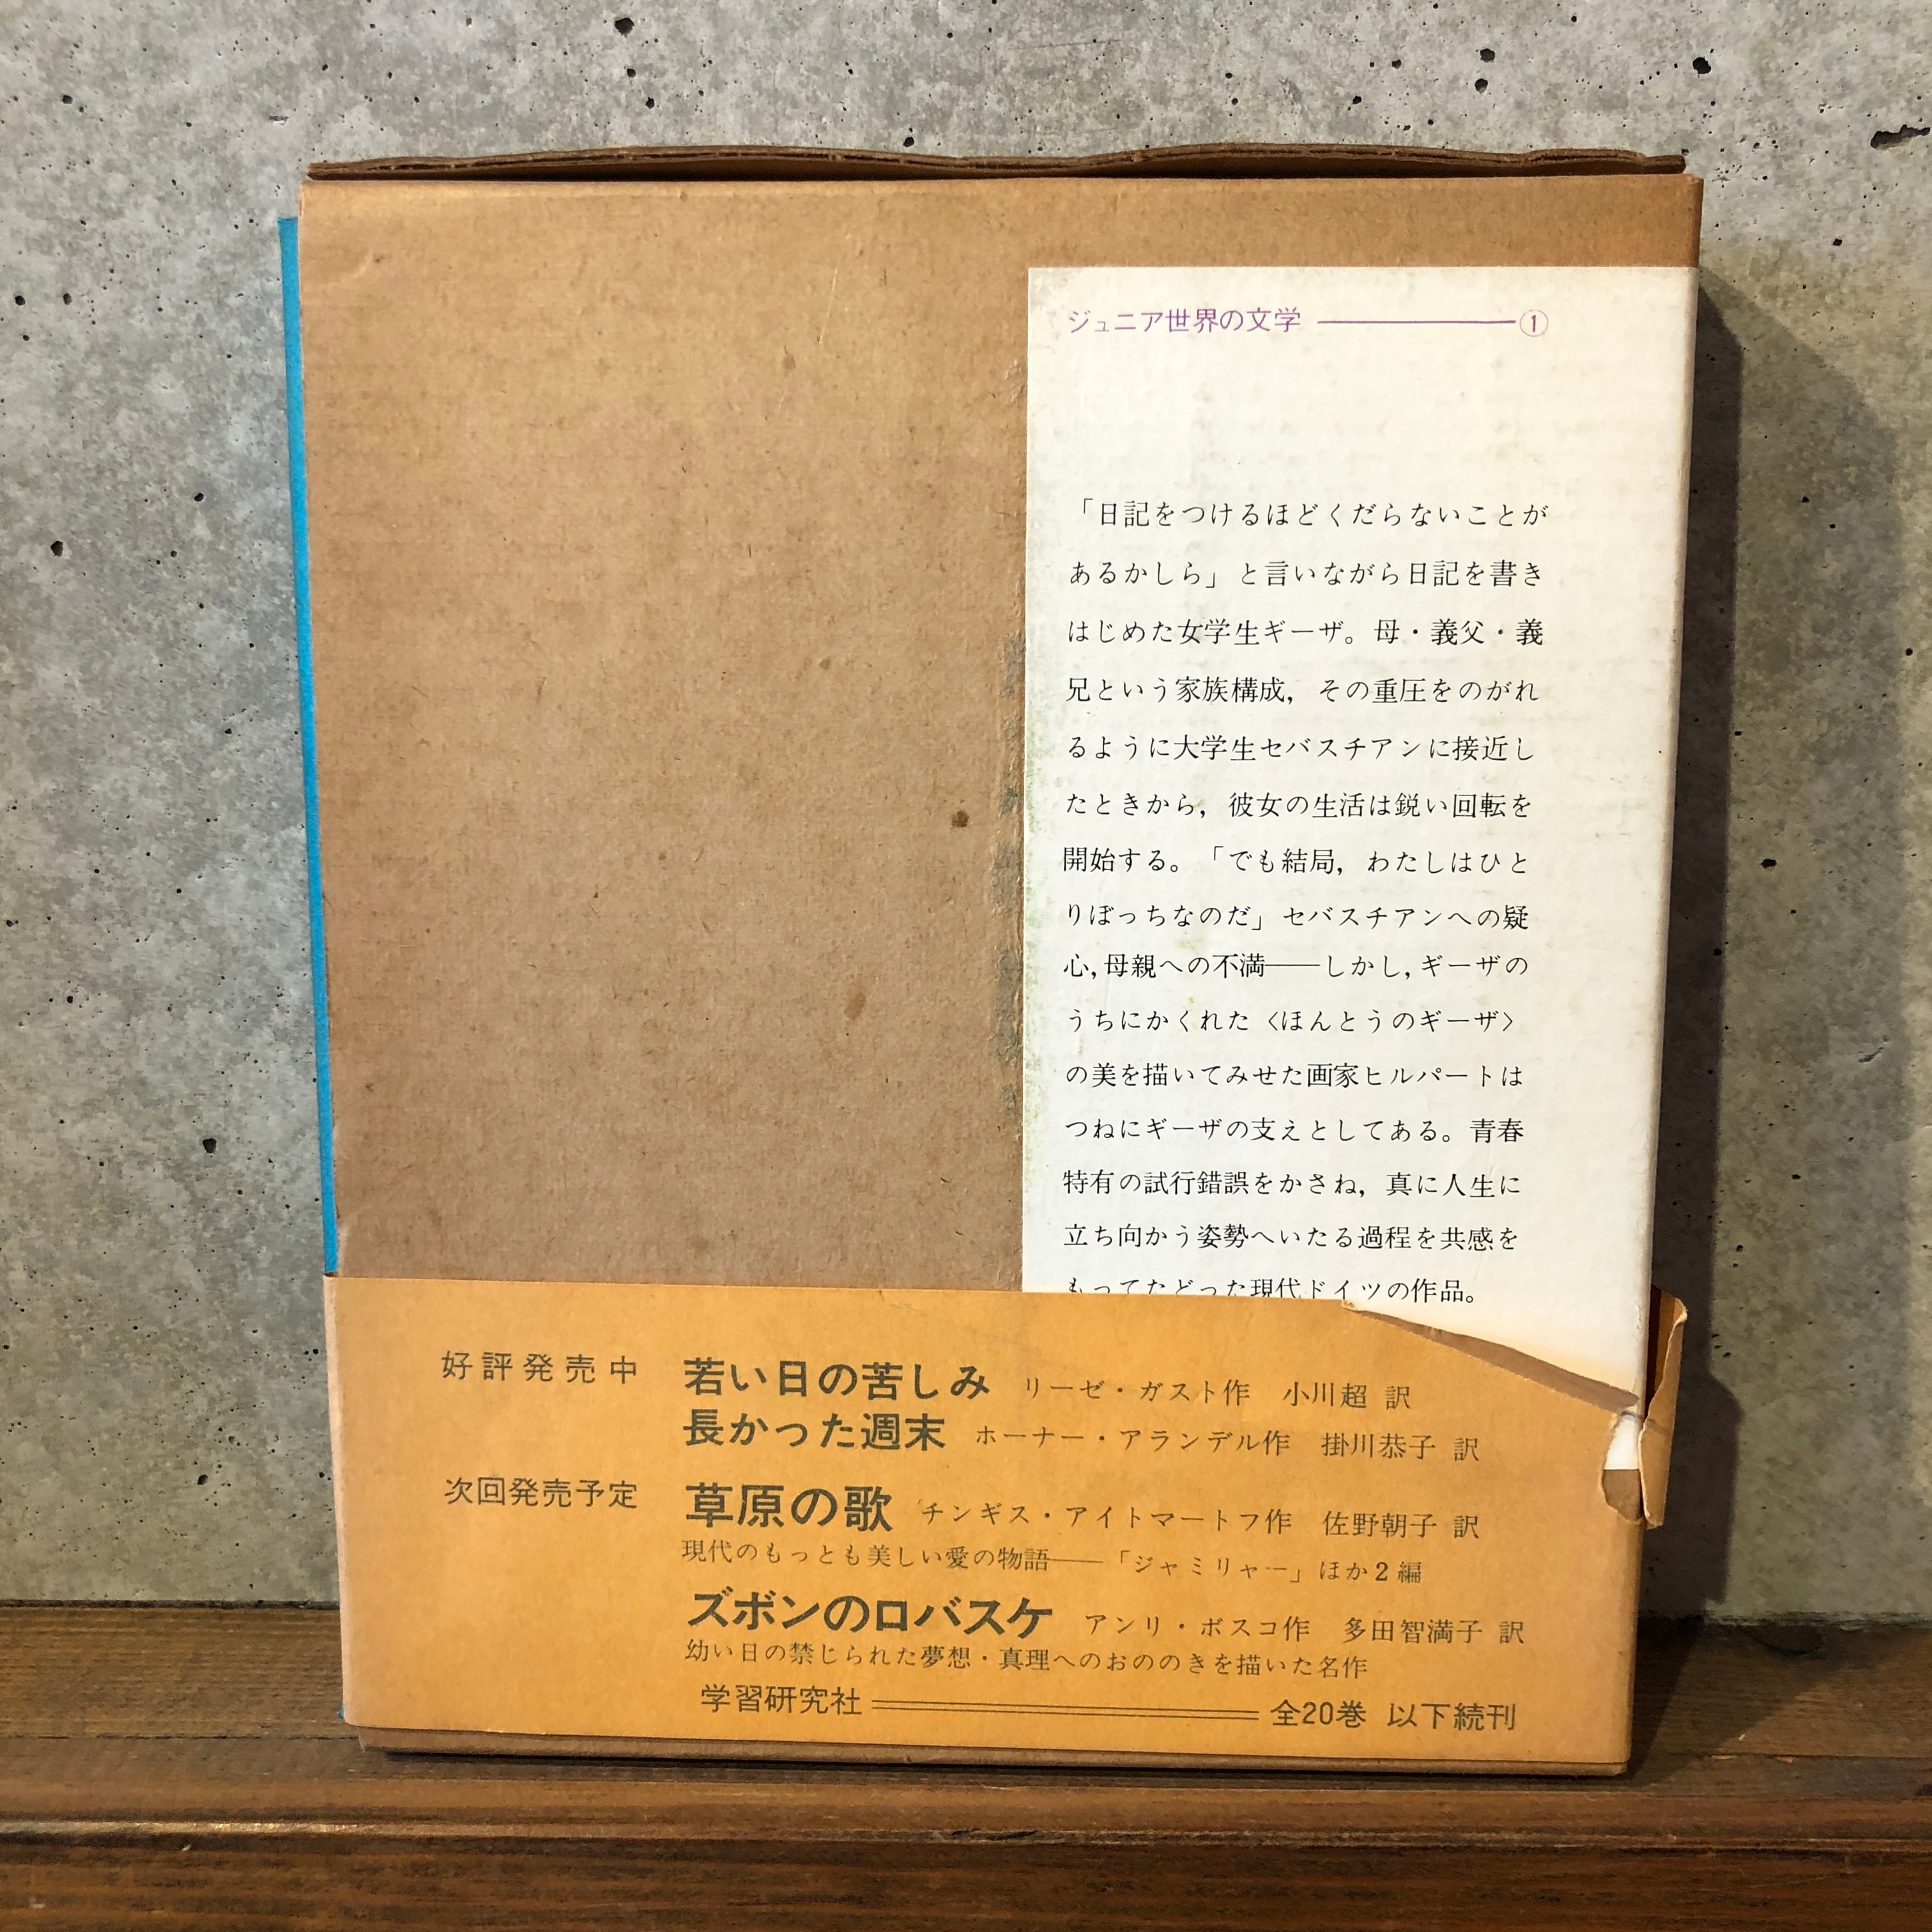 ジュニア世界の文学 ①
「日記をつけるほどくだらないことが
あるかしら」と言いながら日記を書き
はじめた女学生ギーザ。母・義父・義
兄という家族構成，その重圧をのがれ
るように大学生セバスチアンに接近し
たときから，彼女の生活は鋭い回転を
開始する。「でも結局，わたしはひと
りぼっちなのだ」セバスチアンへの疑
心，母親への不満――しかし，ギーザの
うちにかくれた〈ほんとうのギーザ〉
の美を描いてみせた画家ヒルパートは
つねにギーザの支えとしてある。青春
特有の試行錯誤をかさね，真に人生に
立ち向かう姿勢へいたる過程を共感を
もってたどった現代ドイツの作品。
好評発売中 若い日の苦しみ リーゼ・ガスト作 小川超 訳
長かった週末 ホーナー・アランデル作 掛川恭子 訳
次回発売予定 草原の歌 チンギス・アイトマートフ作 佐野朝子 訳
現代のもっとも美しい愛の物語――「ジャミリャー」ほか2編
ズボンのロバスケ アンリ・ボスコ作 多田智満子 訳
幼い日の禁じられた夢想・真理へのおののきを描いた名作
学習研究社 全20巻 以下続刊